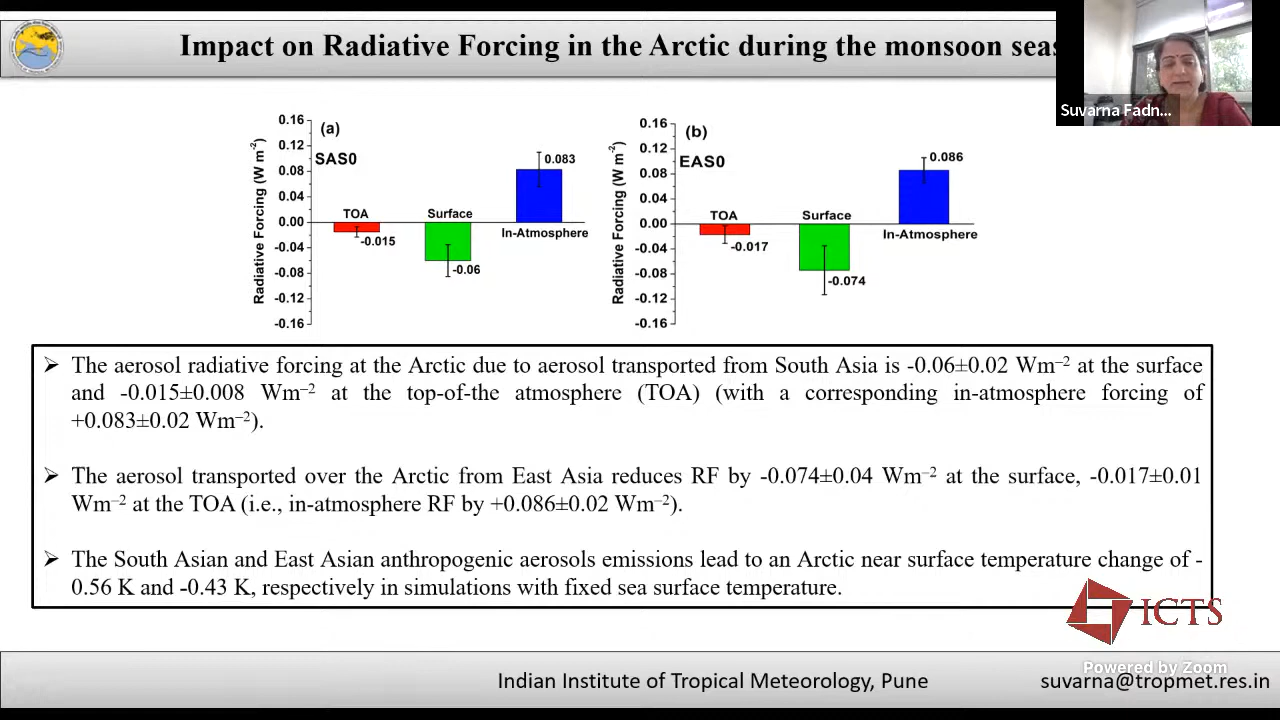 Impact on Radiative Forcing in the Arctic during the monsoon seas
Suvarna Fadn...
0.16
0.12
0.08
0.04
0.00
-0.04
-0.08
-0.12
-0.16
Radiative Forcing (W m-2)
(a)
SAS0
TOA
-0.015
Surface
-0.06
0.083
In-Atmosphere
0.16
0.12
0.08
0.04
0.00
-0.04
-0.08
-0.12
-0.16
Radiative Forcing (W m-2)
(b)
EAS0
TOA
-0.017
Surface
-0.074
0.086
In-Atmosphere
➢ The aerosol radiative forcing at the Arctic due to aerosol transported from South Asia is -0.06±0.02 Wm–2 at the surface
and -0.015±0.008 Wm–2 at the top-of-the atmosphere (TOA) (with a corresponding in-atmosphere forcing of
+0.083±0.02 Wm–2).
➢ The aerosol transported over the Arctic from East Asia reduces RF by -0.074±0.04 Wm–2 at the surface, -0.017±0.01
Wm–2 at the TOA (i.e., in-atmosphere RF by +0.086±0.02 Wm–2).
➢ The South Asian and East Asian anthropogenic aerosols emissions lead to an Arctic near surface temperature change of -
0.56 K and -0.43 K, respectively in simulations with fixed sea surface temperature.
ICTS
Powered by Zoom
Indian Institute of Tropical Meteorology, Pune
suvarna@tropmet.res.in